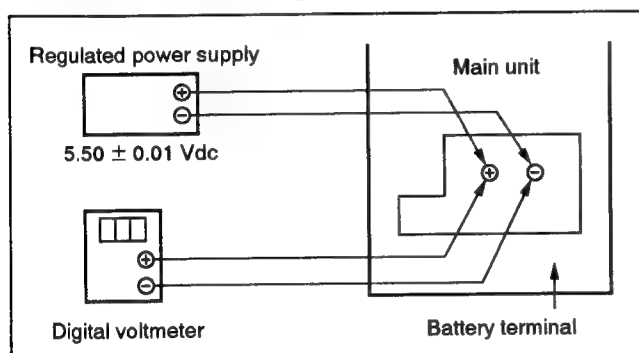 Regulated power supply
Main unit
⊕
⊖
5.50 ± 0.01 Vdc
⊕ ⊖
⊕
⊖
Digital voltmeter
Battery terminal